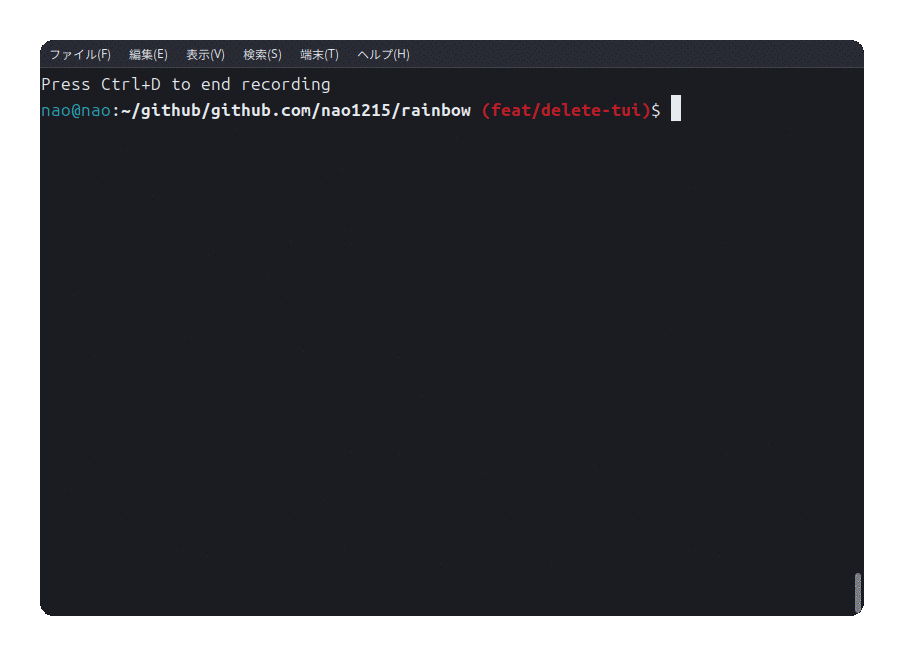 ファイル(F) 編集(E) 表示(V) 検索(S) 端末(T) ヘルプ(H)
Press Ctrl+D to end recording
nao@nao:~/github/github.com/nao1215/rainbow (feat/delete-tui)$